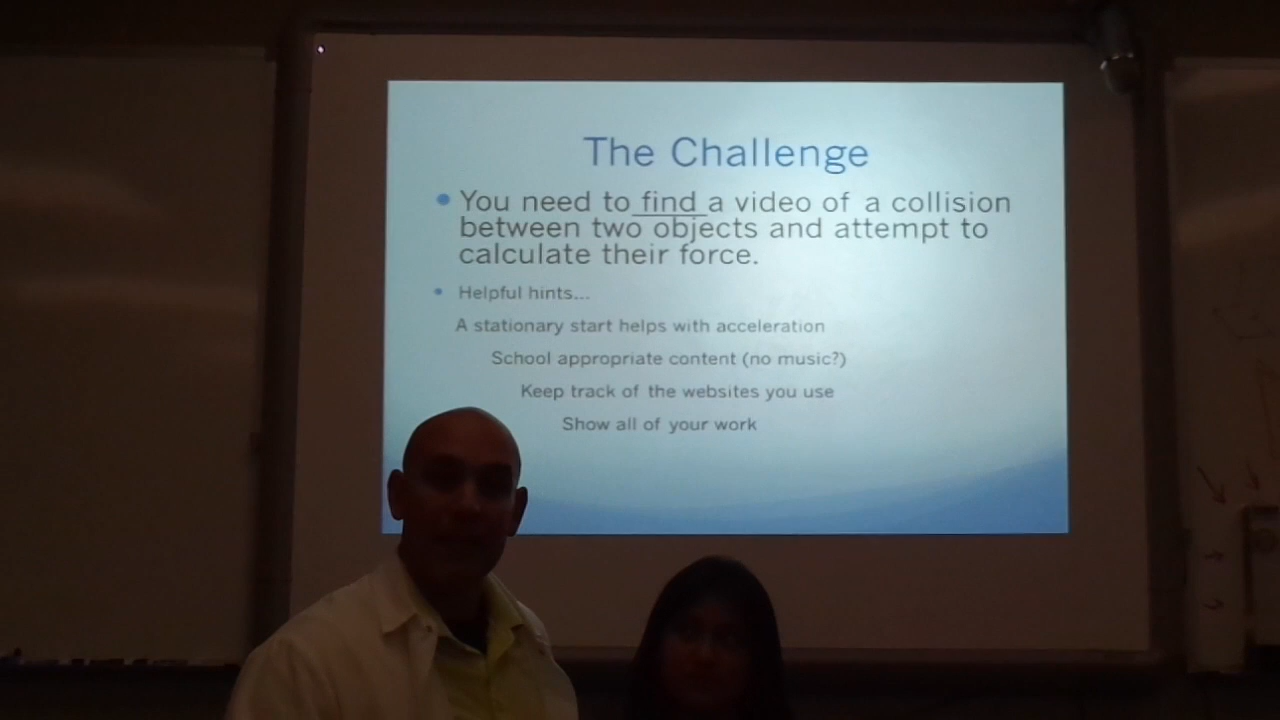 The Challenge
You need to find a video of a collision
between two objects and attempt to
calculate their force.
Helpful hints...
A stationary start helps with acceleration
School appropriate content (no music?)
Keep track of the websites you use
Show all of your work